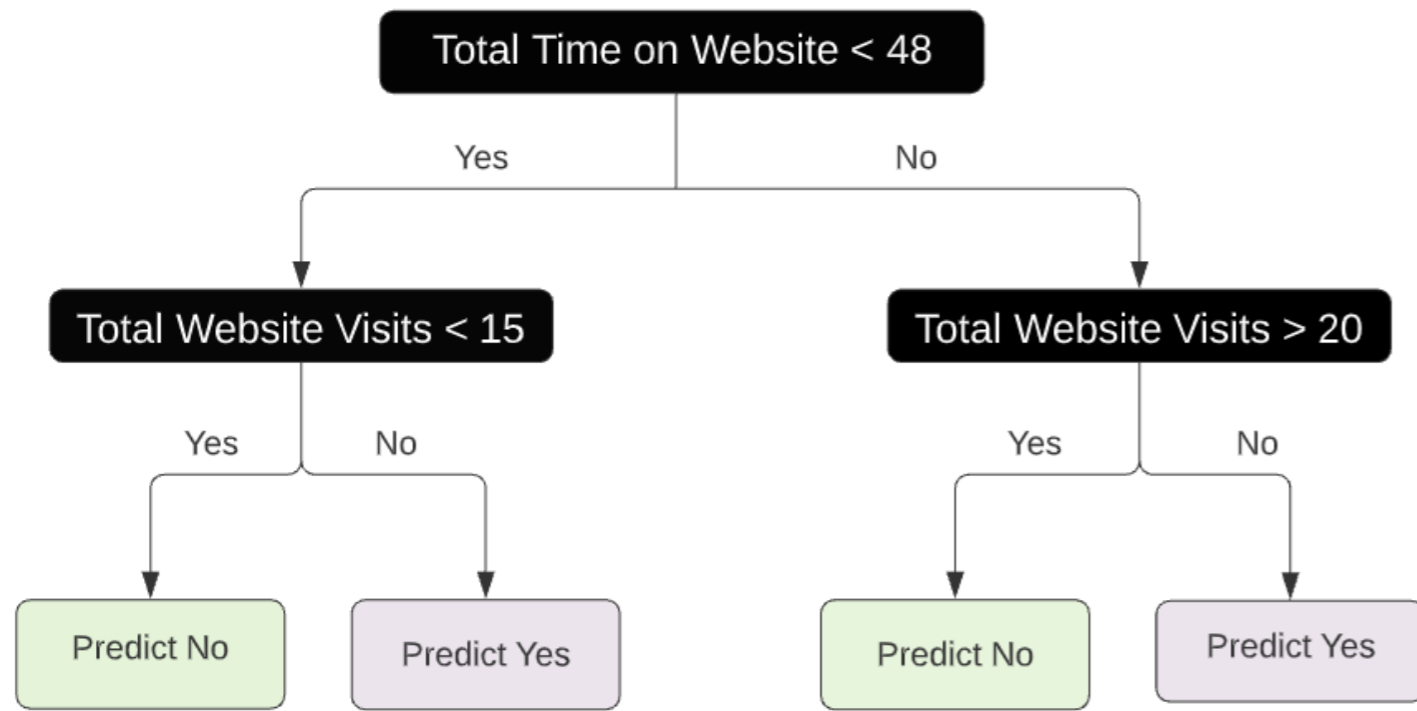 Total Time on Website < 48
Yes
No
Total Website Visits < 15
Total Website Visits > 20
Yes
No
Yes
No
Predict No
Predict Yes
Predict No
Predict Yes